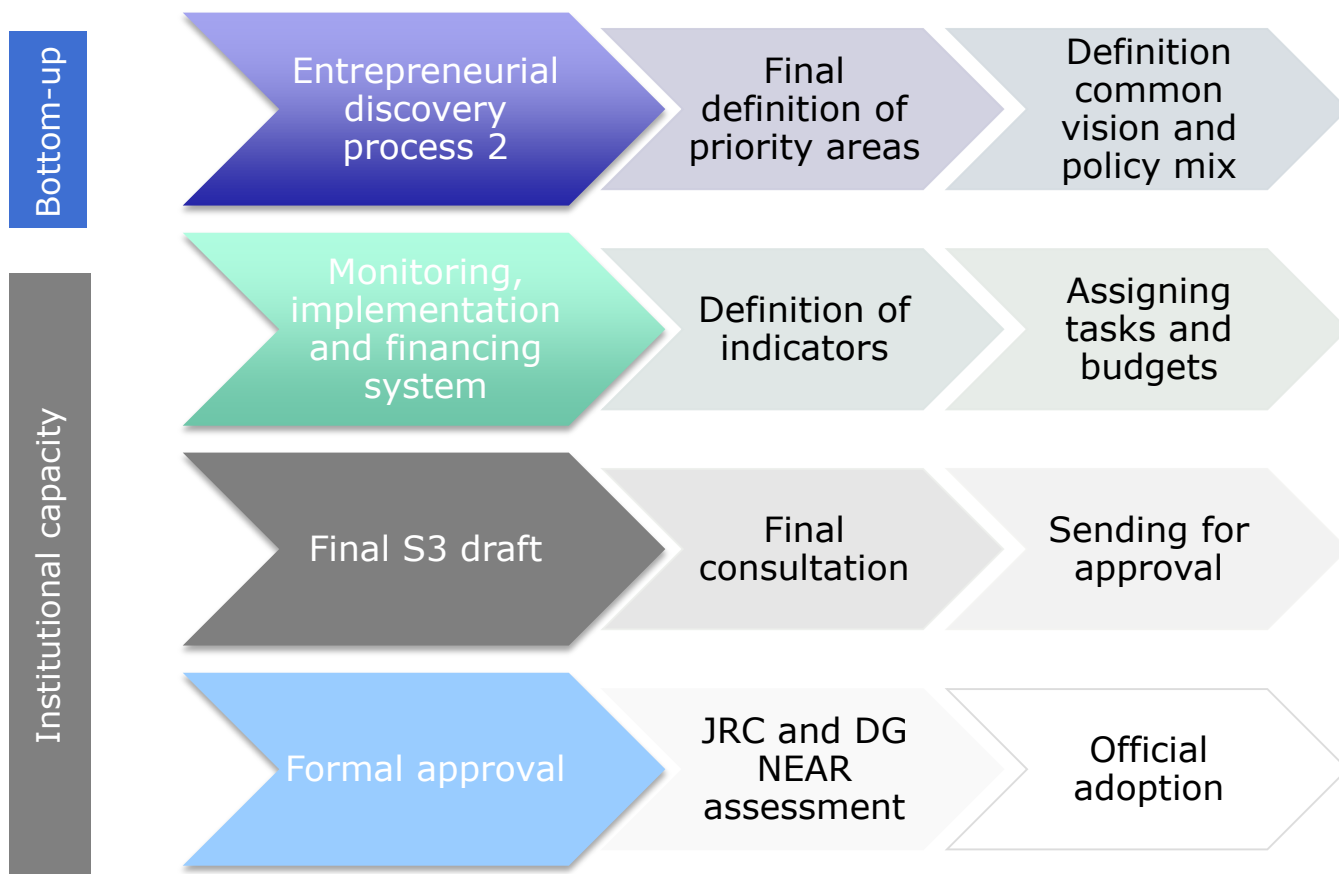 Bottom-up
Entrepreneurial
discovery
process 2
Final
definition of
priority areas
Definition
common
vision and
policy mix
Institutional capacity
Monitoring,
implementation
and financing
system
Definition of
indicators
Assigning
tasks and
budgets
Final S3 draft
Final
consultation
Sending for
approval
Formal approval
JRC and DG
NEAR
assessment
Official
adoption